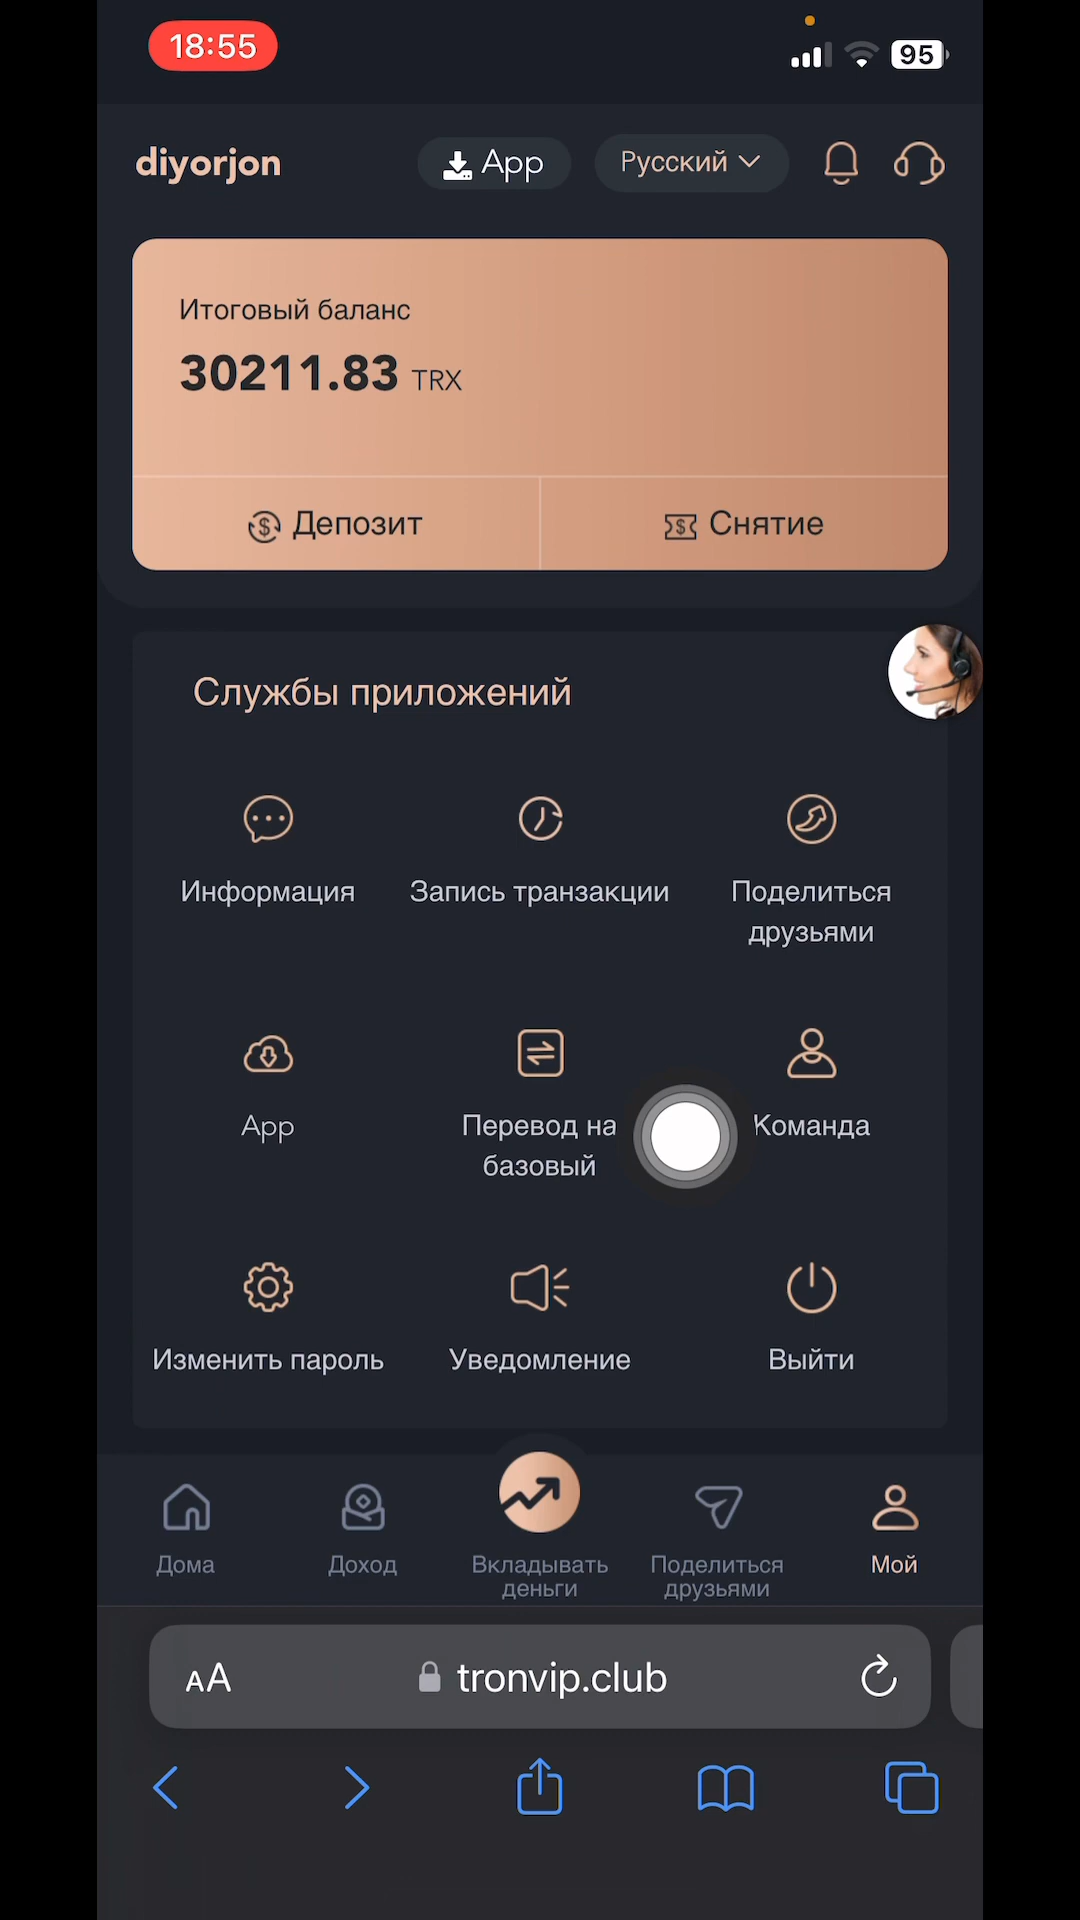 18:55
95
diyorjon
App
Русский
Итоговый баланс
30211.83 TRX
Депозит
Снятие
Службы приложений
Информация
Запись транзакции
Поделиться
друзьями
App
Перевод на
базовый
Команда
Изменить пароль
Уведомление
Выйти
Дома
Доход
Вкладывать
деньги
Поделиться
друзьями
Мой
AA
tronvip.club